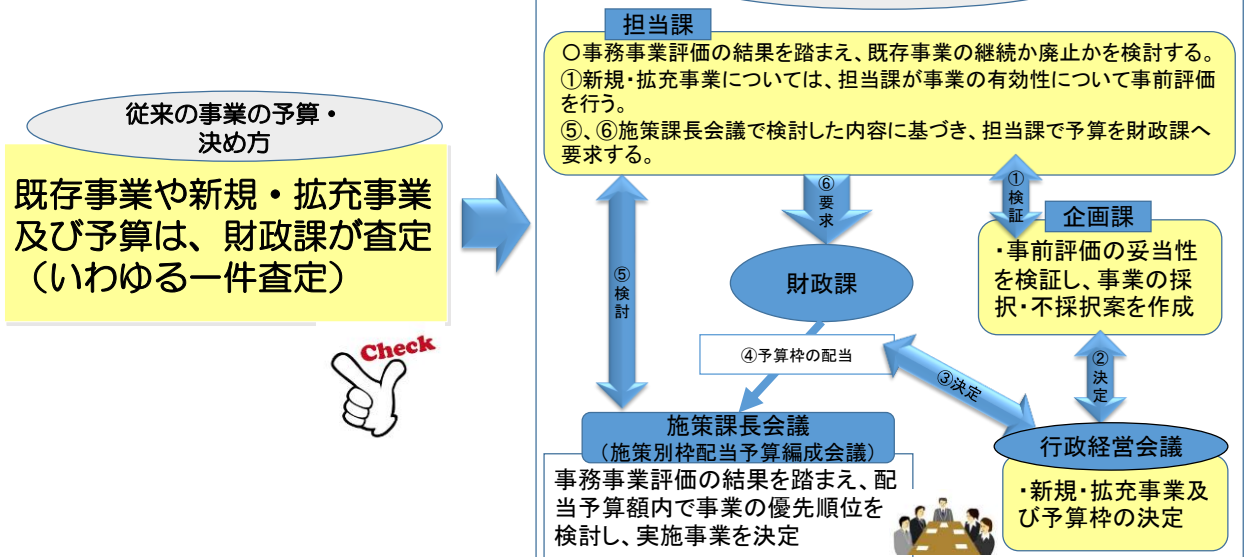 従来の事業の予算・
決め方
既存事業や新規・拡充事業
及び予算は、財政課が査定
（いわゆる一件査定）
Check
担当課
○事務事業評価の結果を踏まえ、既存事業の継続か廃止かを検討する。
①新規・拡充事業については、担当課が事業の有効性について事前評価
を行う。
⑤、⑥施策課長会議で検討した内容に基づき、担当課で予算を財政課へ
要求する。
⑤検討
⑥要求
①検証
企画課
・事前評価の妥当性
を検証し、事業の採
択・不採択案を作成
財政課
④予算枠の配当
③決定
②決定
施策課長会議
（施策別枠配当予算編成会議）
事務事業評価の結果を踏まえ、配
当予算額内で事業の優先順位を
検討し、実施事業を決定
行政経営会議
・新規・拡充事業及
び予算枠の決定